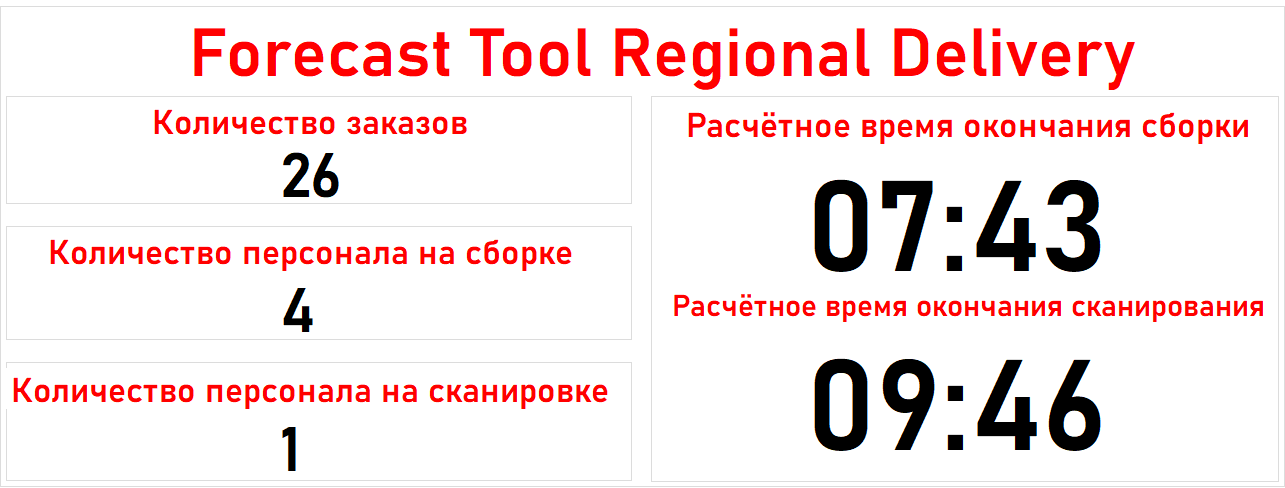 Forecast Tool Regional Delivery
Количество заказов
26
Количество персонала на сборке
4
Количество персонала на сканировке
1
Расчётное время окончания сборки
07:43
Расчётное время окончания сканирования
09:46